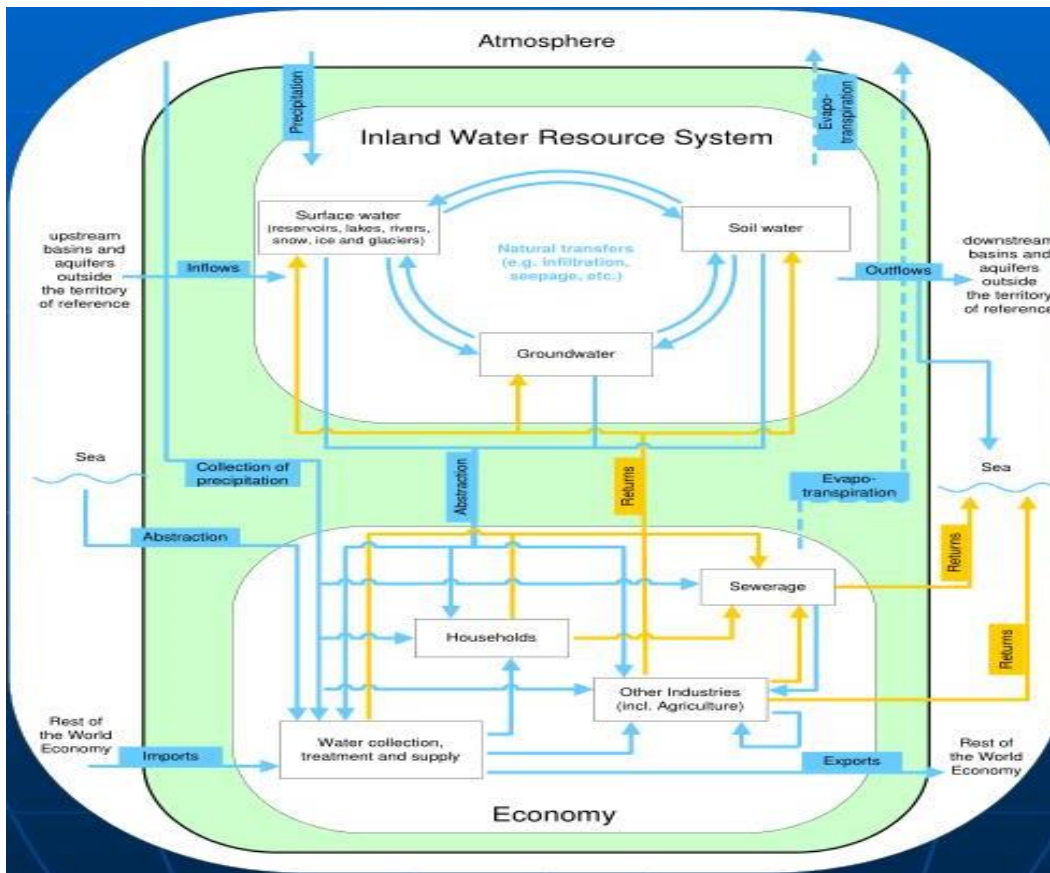 Atmosphere
Precipitation
Evapo-
transpiration
Inland Water Resource System
Surface water
(reservoirs, lakes, rivers,
snow, ice and glaciers)
Soil water
Natural transfers
(e.g. infiltration,
seepage, etc.)
upstream
basins and
aquifers
outside
the territory
of reference
Inflows
Outflows
downstream
basins and
aquifers
outside
the territory
of reference
Groundwater
Sea
Collection of
precipitation
Abstraction
Returns
Evapo-
transpiration
Sea
Abstraction
Returns
Sewerage
Households
Returns
Other Industries
(incl. Agriculture)
Rest of
the World
Economy
Imports
Water collection,
treatment and supply
Exports
Rest of
the World
Economy
Economy